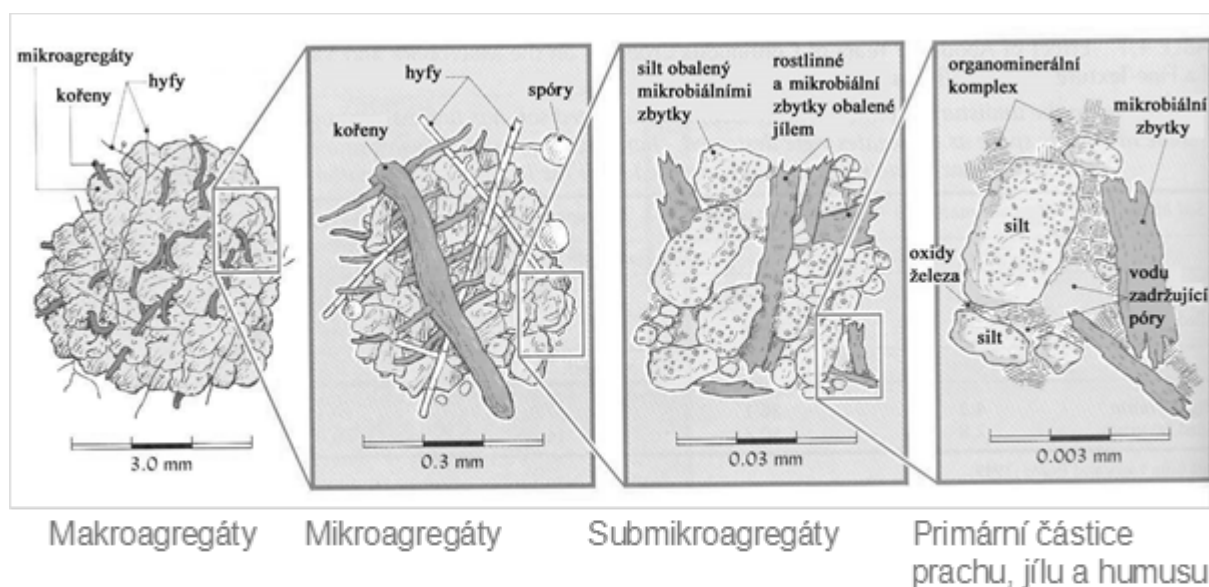 mikroagregáty
kořeny
hyfy
3.0 mm
hyfy
spóry
kořeny
0.3 mm
silt obalený
mikrobiálními
zbytky
rostlinné
a mikrobiální
zbytky obalené
jílem
0.03 mm
organominerální
komplex
mikrobiální
zbytky
silt
oxidy
železa
vodu
zadržující
póry
silt
0.003 mm
Makroagregáty
Mikroagregáty
Submikroagregáty
Primární částice
prachu, jílu a humusu